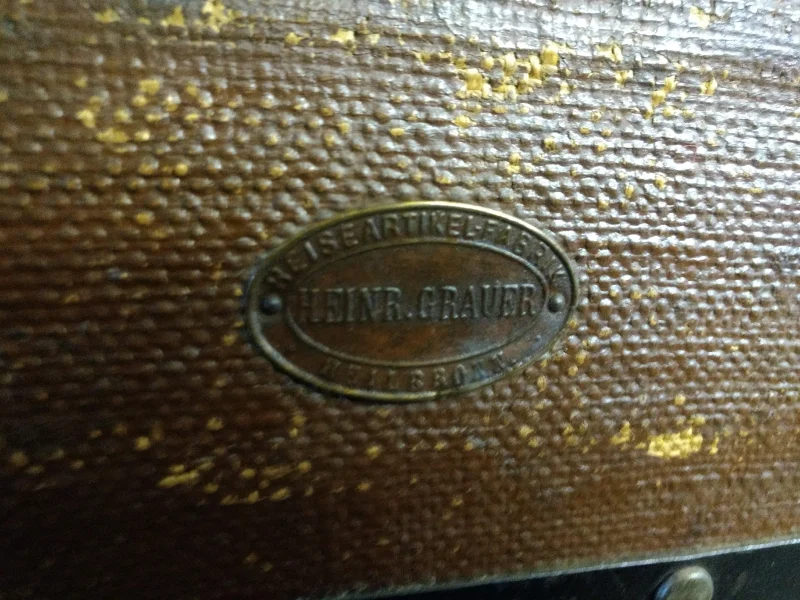 REISEARTIKEL-FABRIK
HEINR. GRAUER
HEILBRONN